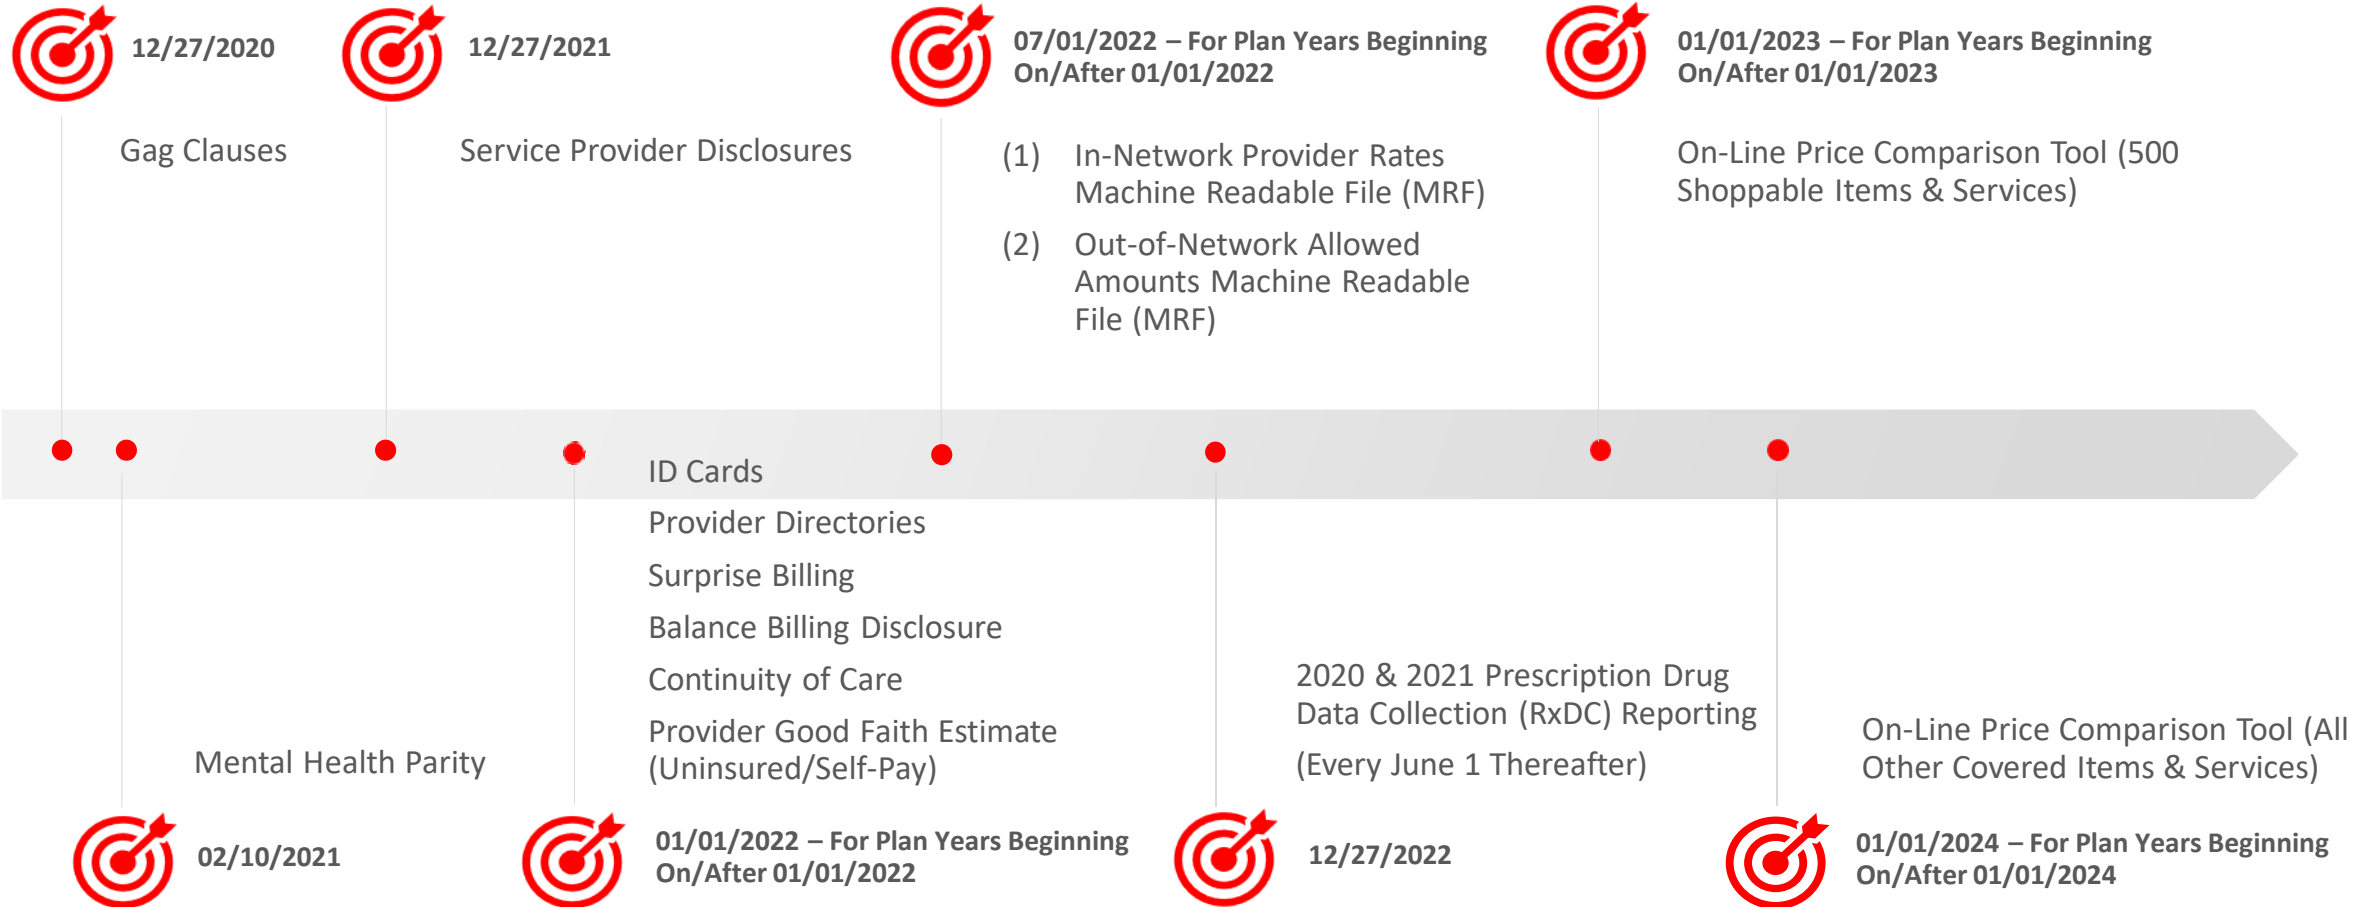 12/27/2020
Gag Clauses
12/27/2021
Service Provider Disclosures
07/01/2022 – For Plan Years Beginning
On/After 01/01/2022
(1) In-Network Provider Rates
Machine Readable File (MRF)
(2) Out-of-Network Allowed
Amounts Machine Readable
File (MRF)
01/01/2023 – For Plan Years Beginning
On/After 01/01/2023
On-Line Price Comparison Tool (500
Shoppable Items & Services)
Mental Health Parity
02/10/2021
ID Cards
Provider Directories
Surprise Billing
Balance Billing Disclosure
Continuity of Care
Provider Good Faith Estimate
(Uninsured/Self-Pay)
01/01/2022 – For Plan Years Beginning
On/After 01/01/2022
2020 & 2021 Prescription Drug
Data Collection (RxDC) Reporting
(Every June 1 Thereafter)
12/27/2022
On-Line Price Comparison Tool (All
Other Covered Items & Services)
01/01/2024 – For Plan Years Beginning
On/After 01/01/2024